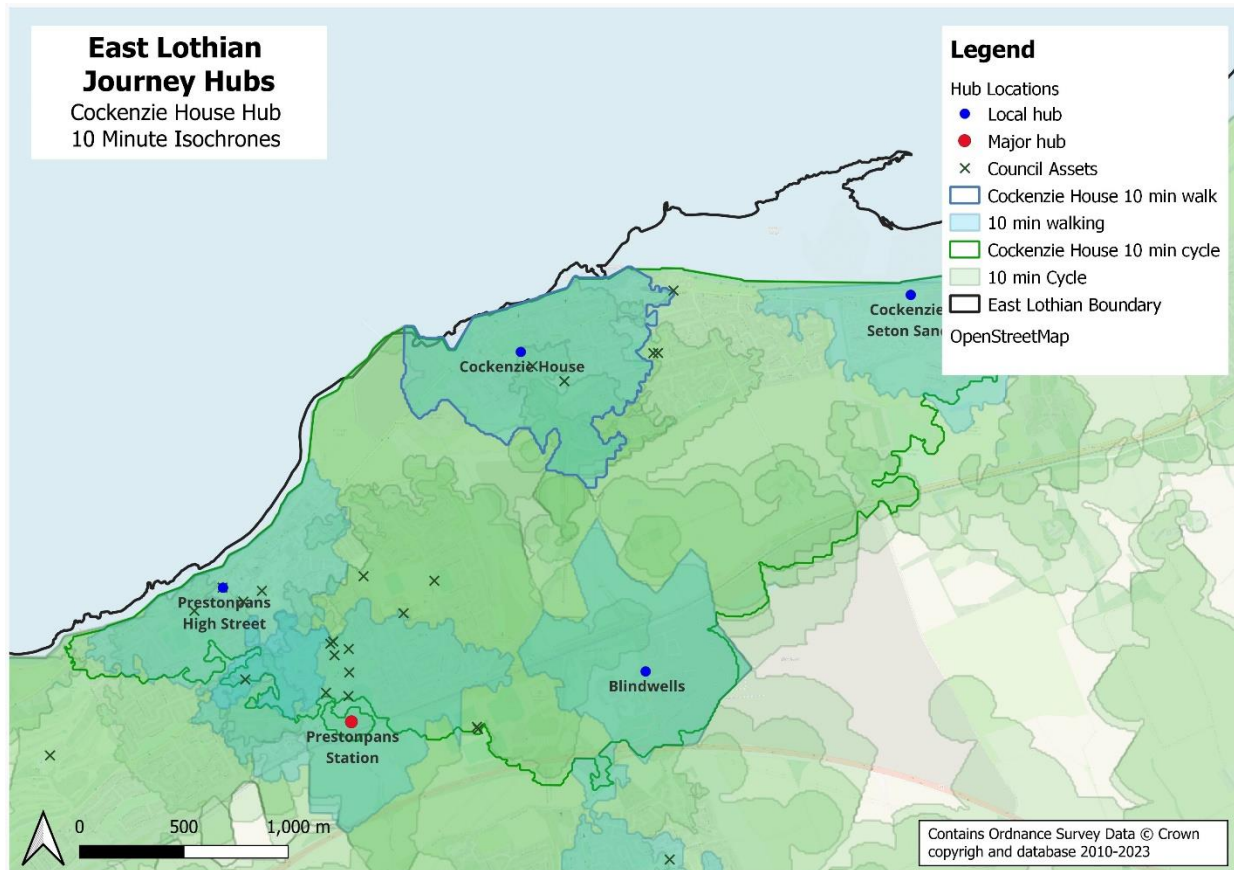 East Lothian
Journey Hubs
Cockenzie House Hub
10 Minute Isochrones
Legend
Hub Locations
Local hub
Major hub
Council Assets
Cockenzie House 10 min walk
10 min walking
Cockenzie House 10 min cycle
10 min Cycle
East Lothian Boundary
OpenStreetMap
Cockenzie
Seton San
Cockenzie House
Prestonpans
High Street
Blindwells
Prestonpans
Station
0 500 1,000 m
Contains Ordnance Survey Data © Crown
copyrigh and database 2010-2023